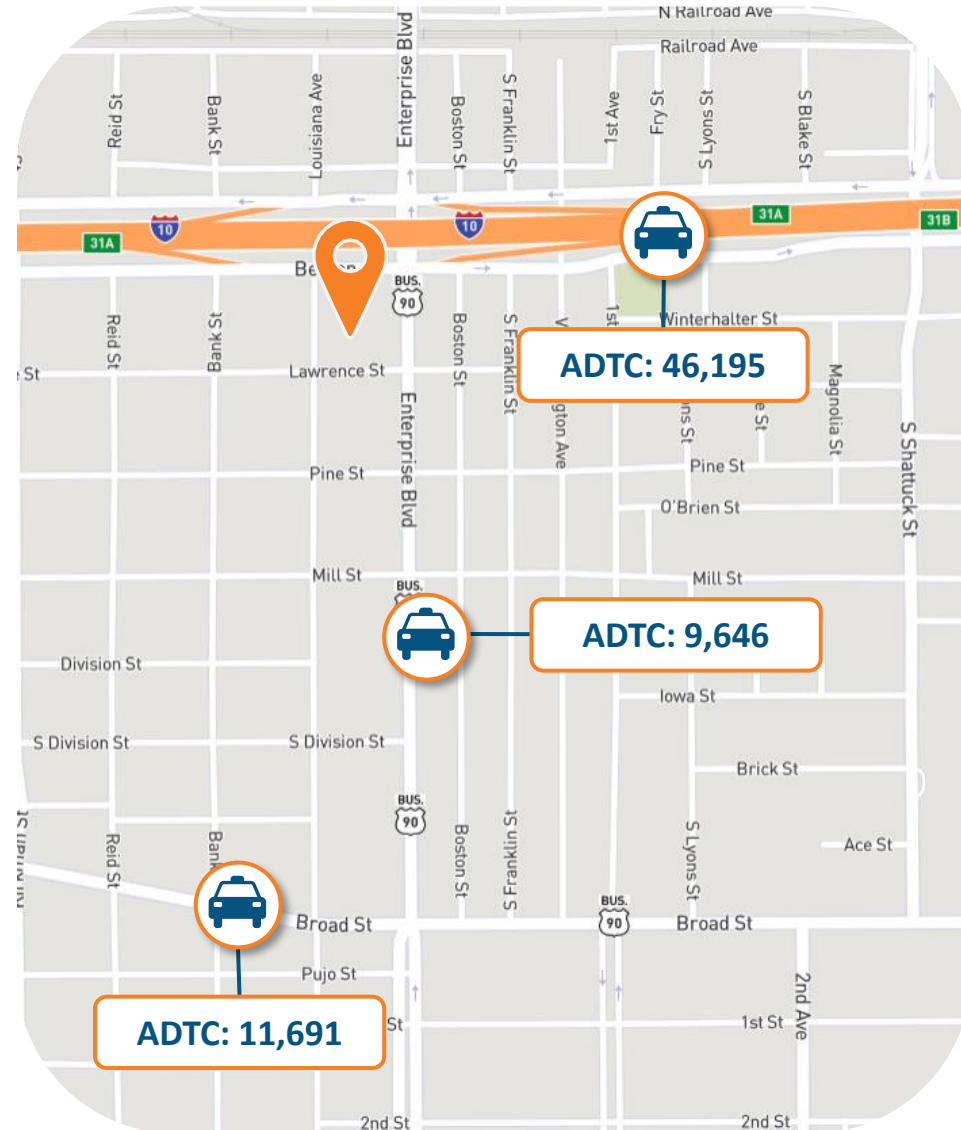 N Railroad Ave
Railroad Ave
Enterprise Blvd
Reid St
Bank St
Louisiana Ave
Boston St
S Franklin St
1st Ave
Fry St
S Lyons St
S Blake St
10
10
31A
31A
31B
BUS.
90
Reid St
Bank St
Boston St
S Franklin St
1st
Winterhalter St
ADTC: 46,195
St
Lawrence St
Enterprise Blvd
Magnolia St
S Shattuck St
Pine St
Pine St
O'Brien St
Mill St
Mill St
BUS.
ADTC: 9,646
Division St
Iowa St
S Division St
S Division St
Brick St
BUS.
90
Reid St
Bank
Boston St
S Franklin St
S Lyons St
Ace St
BUS.
90
Broad St
Broad St
Pujo St
2nd Ave
ADTC: 11,691
St
1st St
2nd St
2nd St